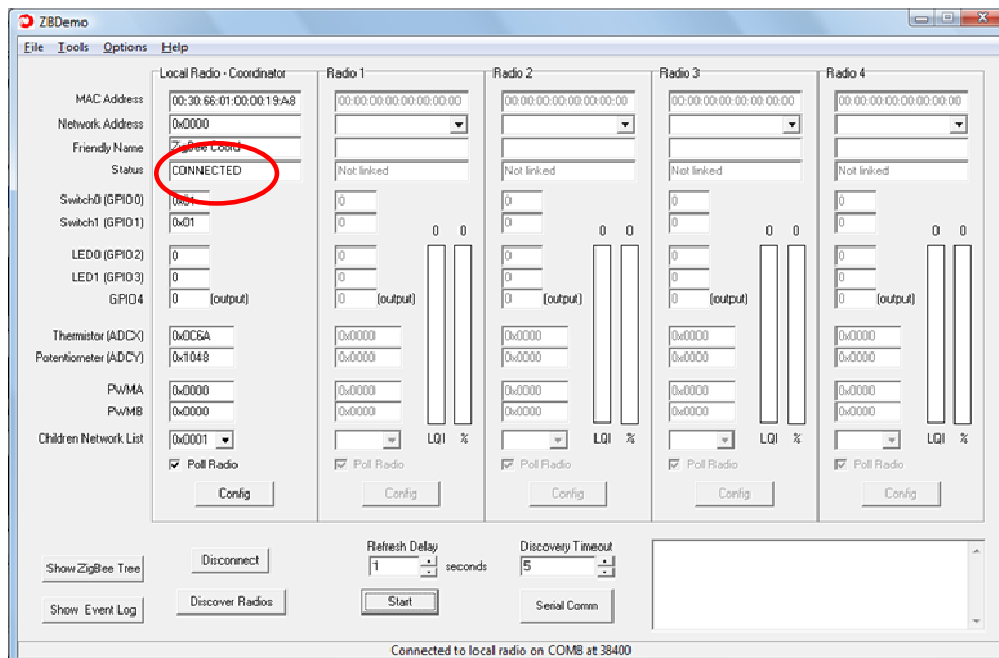 ZBDemo
File Tools Options Help
Local Radio - Coordinator Radio 1 Radio 2 Radio 3 Radio 4
MAC Address 00:30:66:01:00:00:19:A8 00:00:00:00:00:00:00:00 00:00:00:00:00:00:00:00 00:00:00:00:00:00:00:00 00:00:00:00:00:00:00:00
Network Address 0x0000
Friendly Name ZigBee Coord
Status CONNECTED Not linked Not linked Not linked Not linked
Switch0 (GPIO0) 0x01 0 0 0 0
Switch1 (GPIO1) 0x01 0 0 0 0
0 0 0 0 0 0 0 0
LED0 (GPIO2) 0 0 0 0 0
LED1 (GPIO3) 0 0 0 0 0
GPIO4 0 (output) 0 (output) 0 (output) 0 (output) 0 (output)
Thermistor (ADCX) 0x0C6A 0x0000 0x0000 0x0000 0x0000
Potentiometer (ADCY) 0x1048 0x0000 0x0000 0x0000 0x0000
PWMA 0x0000 0x0000 0x0000 0x0000 0x0000
PWMB 0x0000 0x0000 0x0000 0x0000 0x0000
Children Network List 0x0001 LQI % LQI % LQI % LQI %
Poll Radio Poll Radio Poll Radio Poll Radio Poll Radio
Config Config Config Config Config
Refresh Delay Discovery Timeout
Show ZigBee Tree Disconnect 1 seconds 5
Show Event Log Discover Radios Start Serial Comm
Connected to local radio on COM8 at 38400